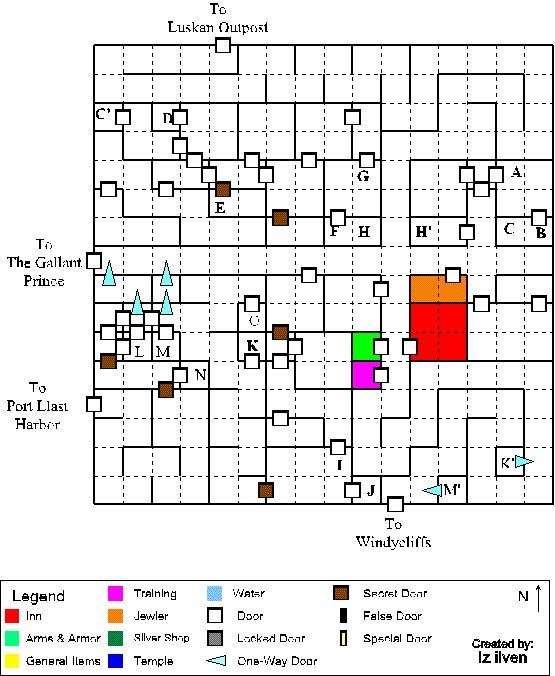 To
Luskan Outpost
C'
D
A
G
E
F
H
H'
C
B
To
The Gallant
Prince
G
K
L
M
N
To
Port Llast
Harbor
I
K'
J
M'
To
Windycliffs
Legend
Inn
Arms & Armor
General Items
Training
Jewler
Silver Shop
Temple
Water
Door
Locked Door
One-Way Door
Secret Door
False Door
Special Door
N
Created by:
Iz ilven